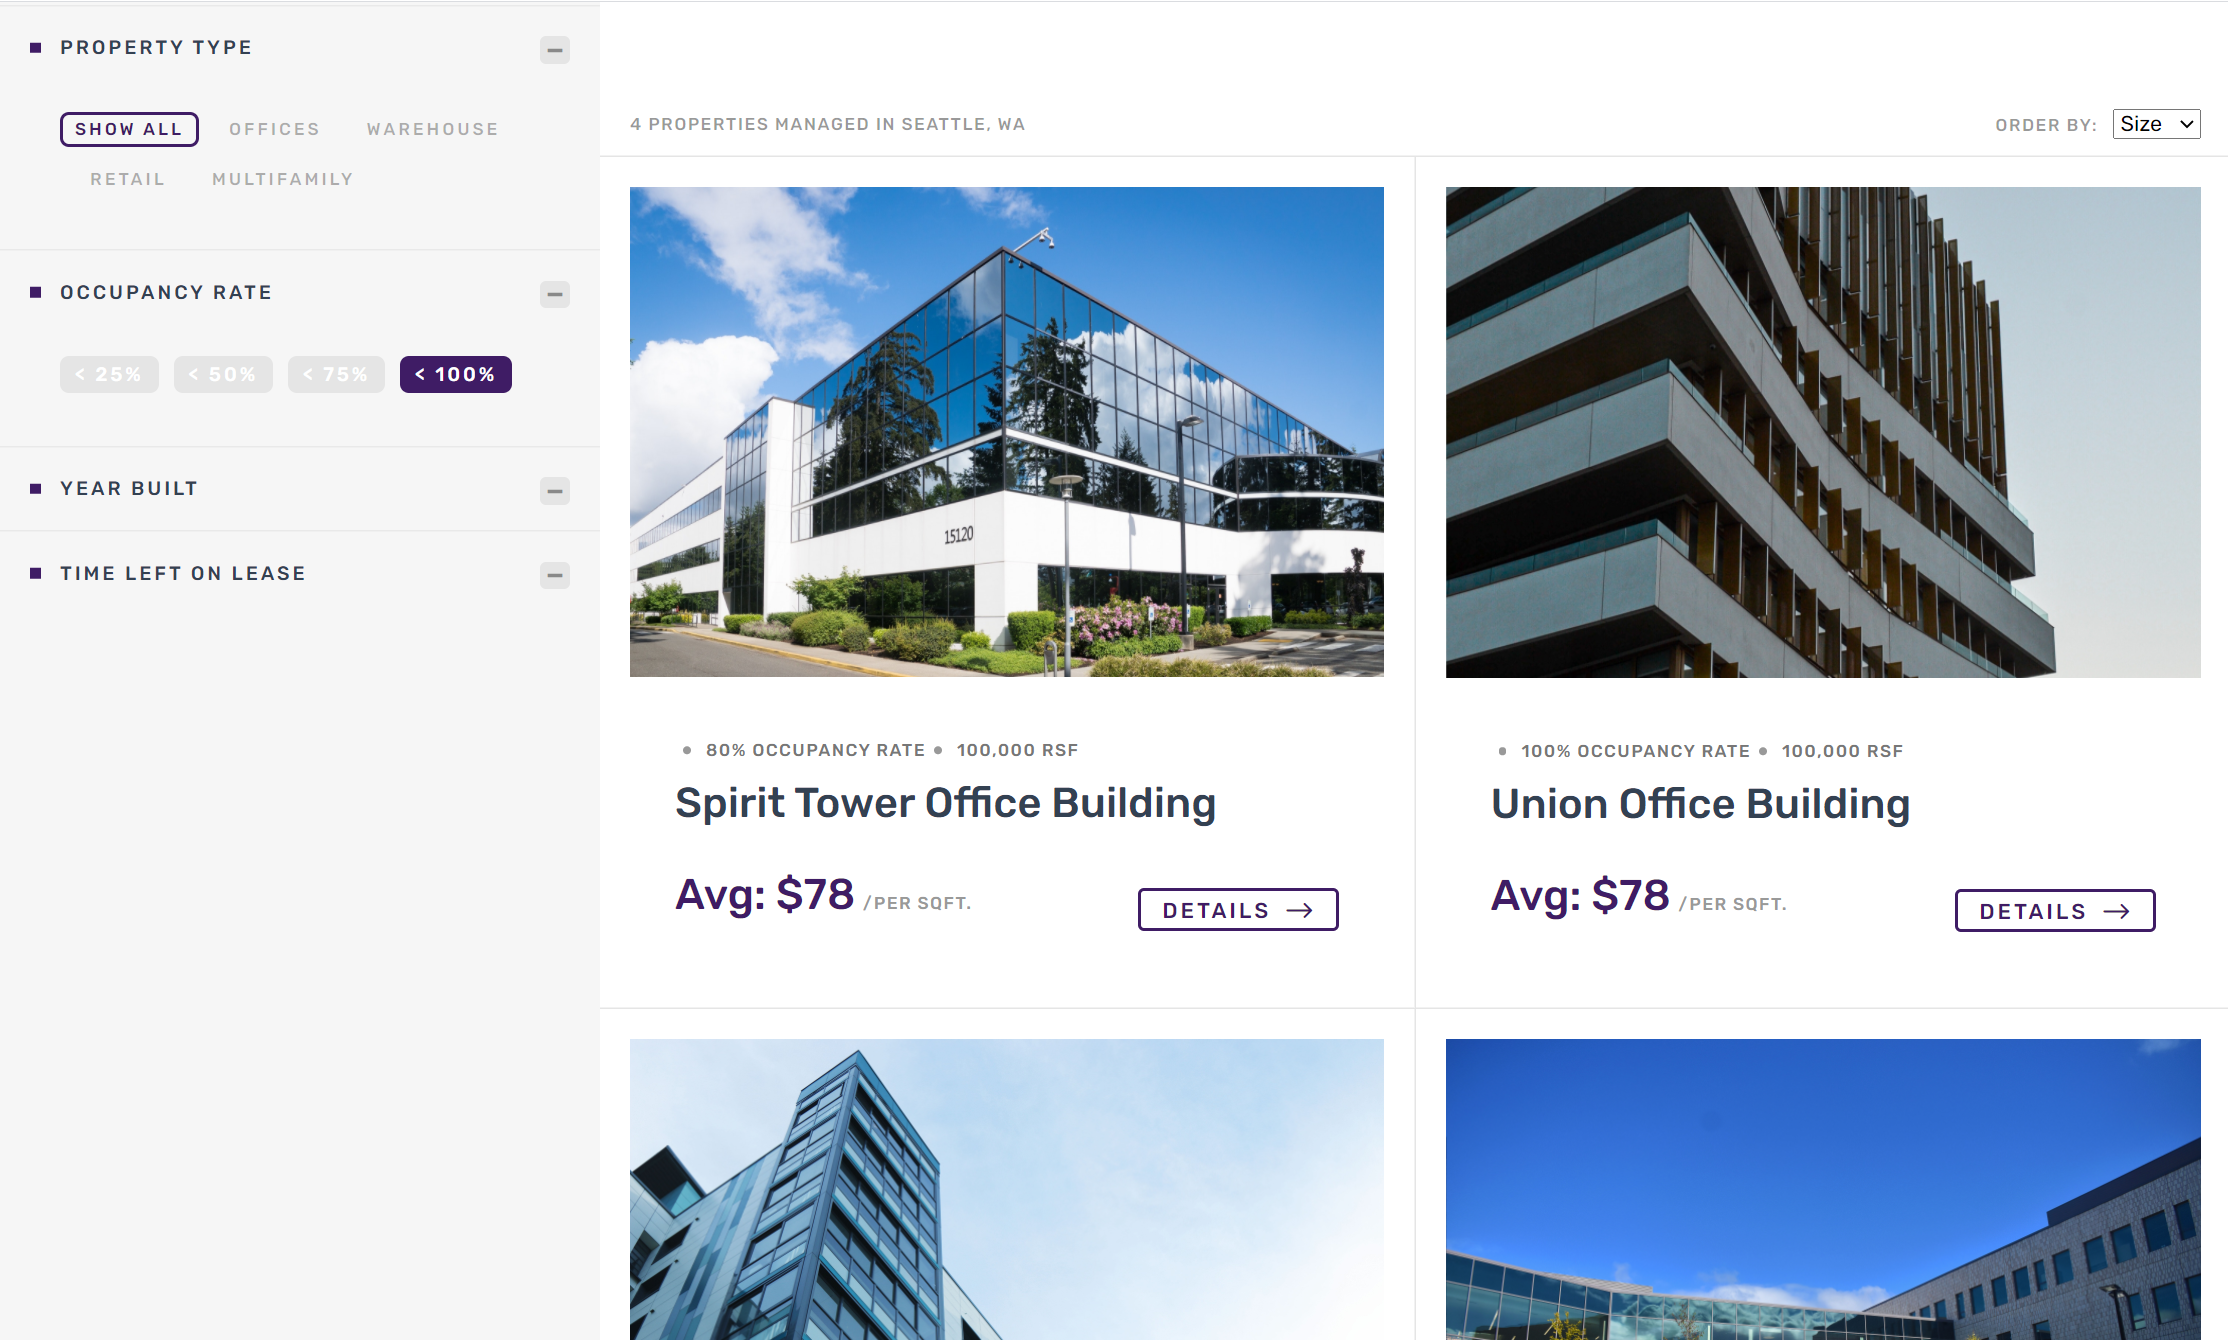 PROPERTY TYPE
SHOW ALL OFFICES WAREHOUSE
RETAIL MULTIFAMILY
OCCUPANCY RATE
< 25% < 50% < 75% < 100%
YEAR BUILT
TIME LEFT ON LEASE
4 PROPERTIES MANAGED IN SEATTLE, WA
ORDER BY: Size
15120
80% OCCUPANCY RATE 100,000 RSF
Spirit Tower Office Building
Avg: $78 /PER SQFT.
DETAILS →
100% OCCUPANCY RATE 100,000 RSF
Union Office Building
Avg: $78 /PER SQFT.
DETAILS →